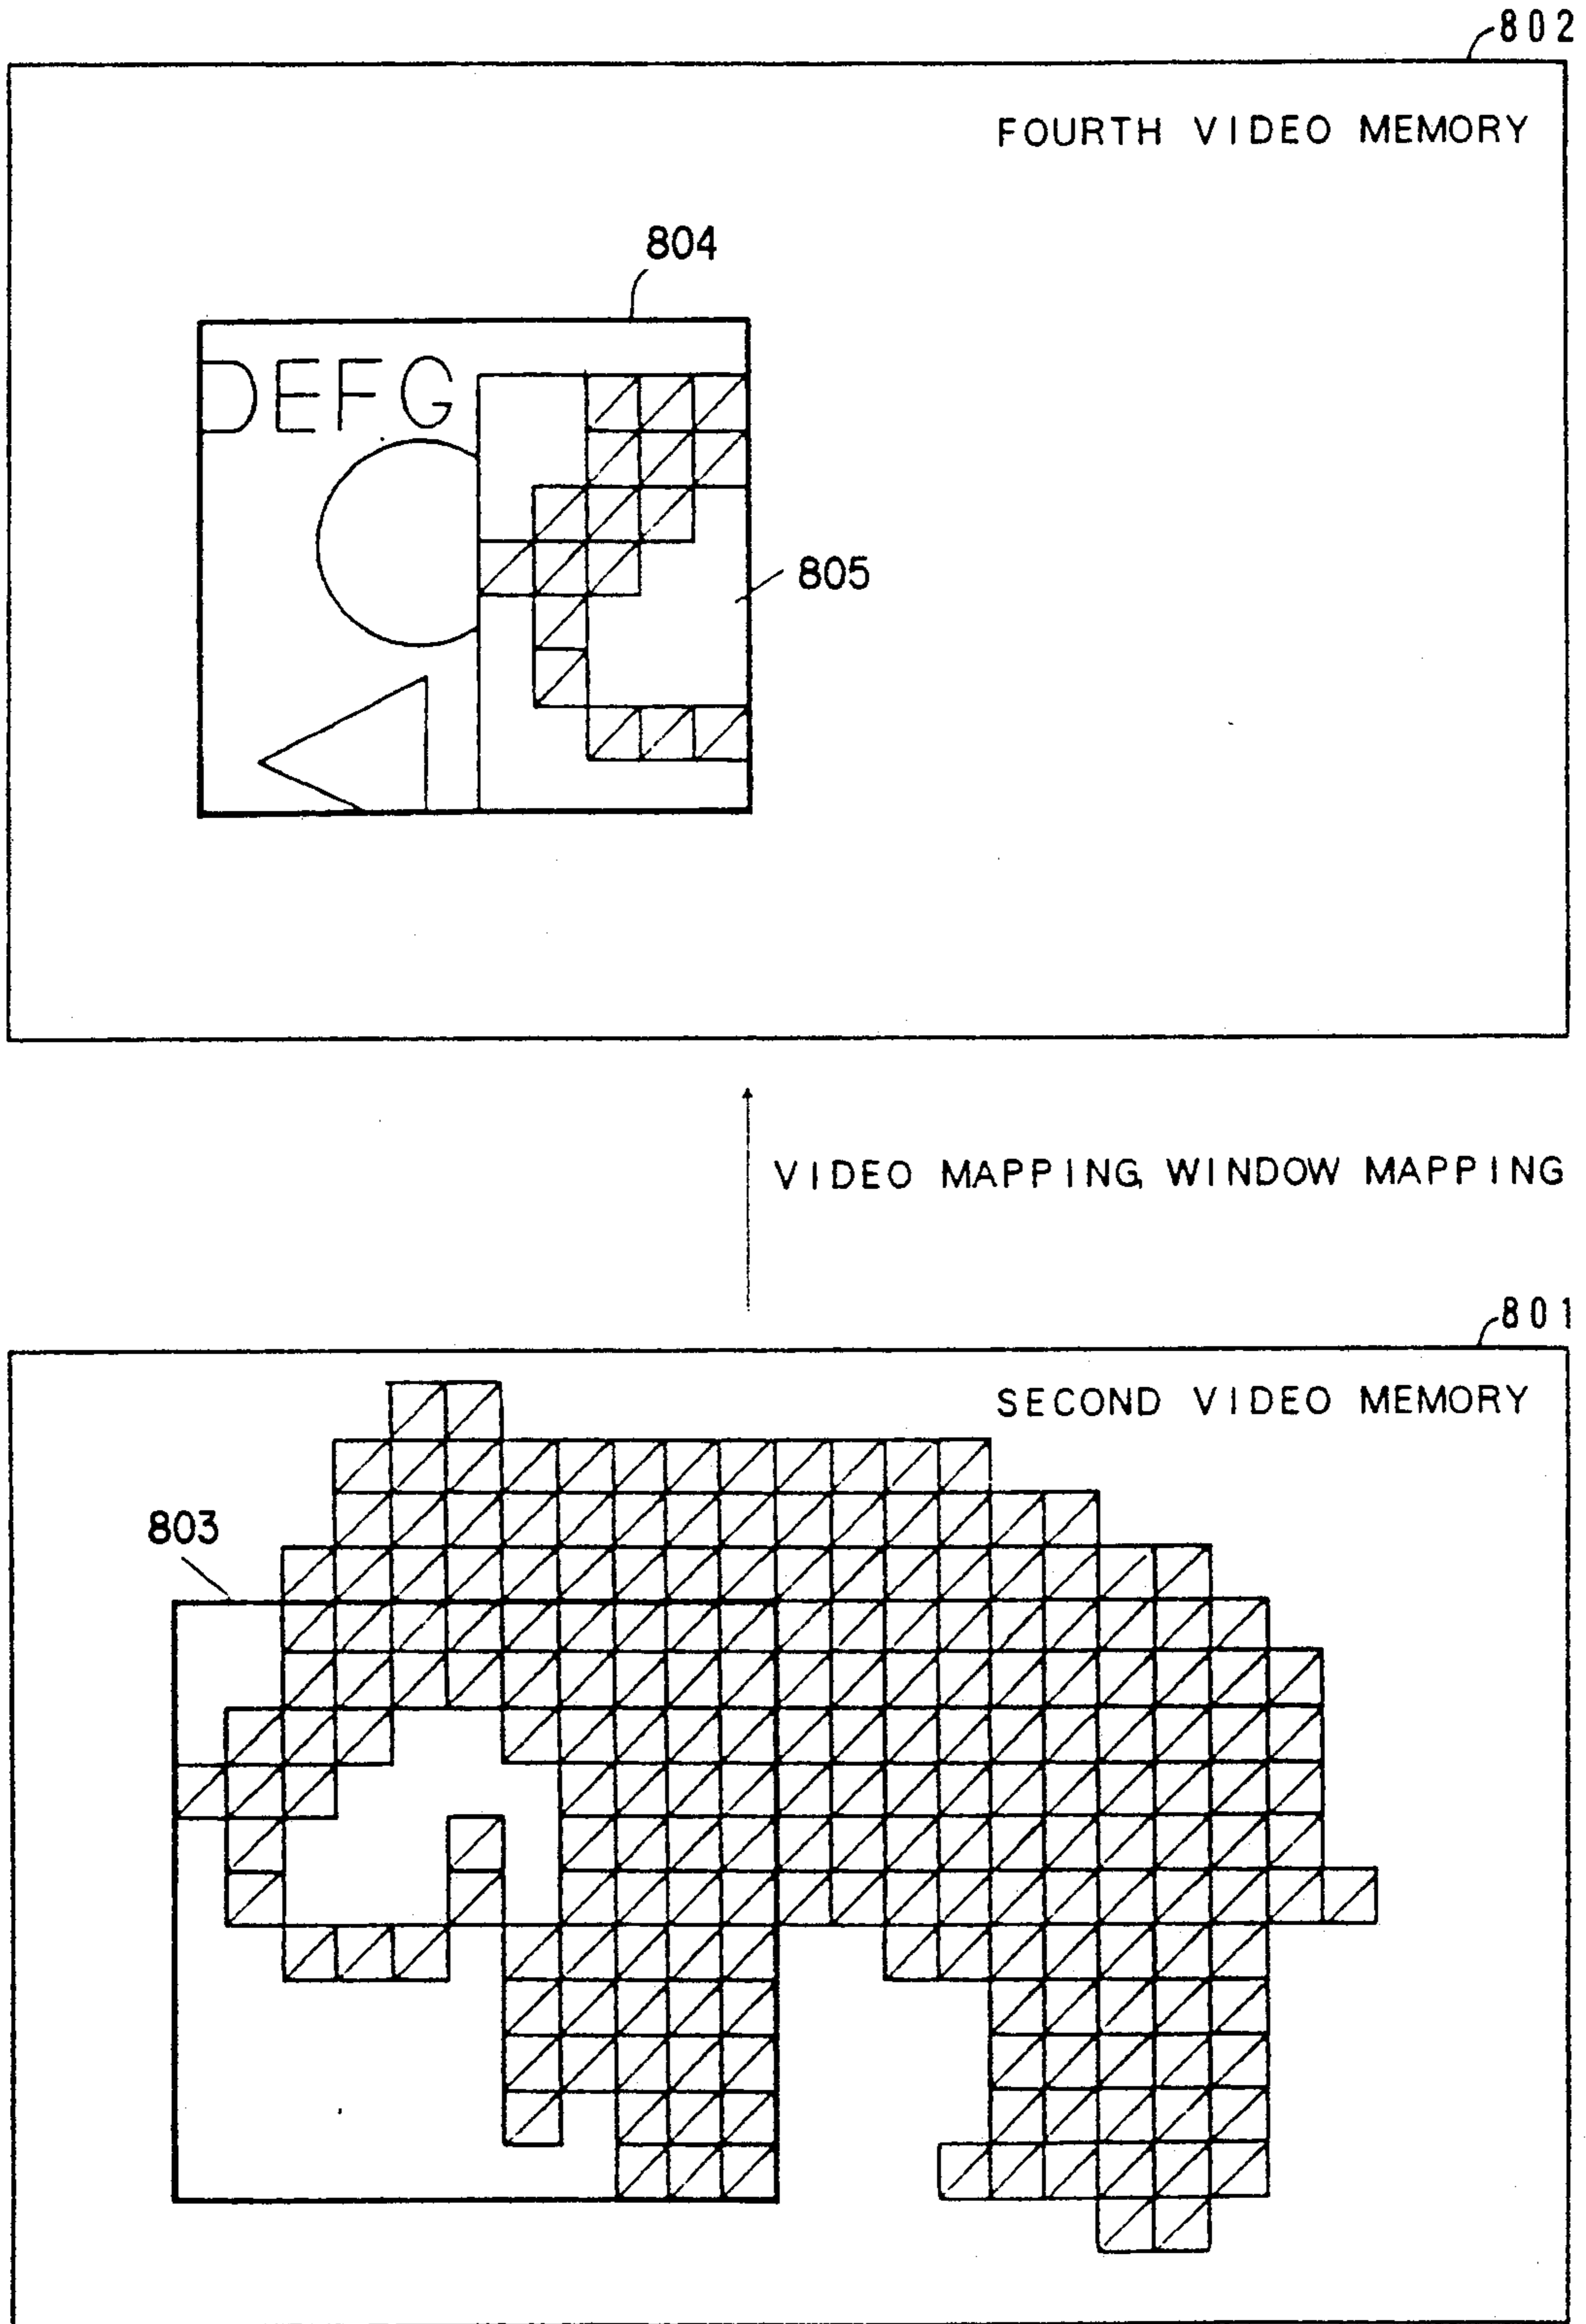 802
FOURTH VIDEO MEMORY
804
DEFG
805
VIDEO MAPPING, WINDOW MAPPING
801
SECOND VIDEO MEMORY
803